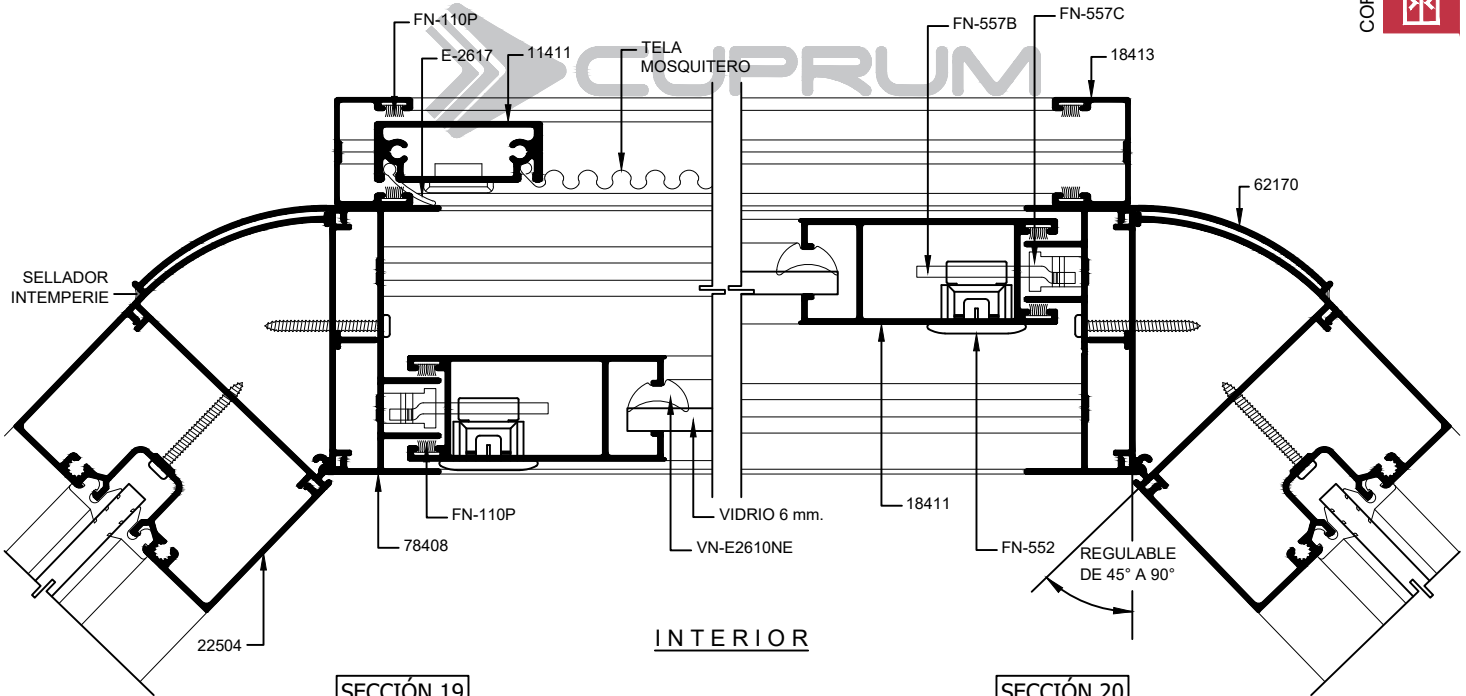 FN-110P
E-2617
11411
TELA
MOSQUITERO
CUPRUM
FN-557B
FN-557C
18413
62170
SELLADOR
INTEMPERIE
FN-110P
78408
VIDRIO 6 mm.
VN-E2610NE
18411
FN-552
REGULABLE
DE 45° A 90°
22504
INTERIOR
SECCIÓN 19
SECCIÓN 20